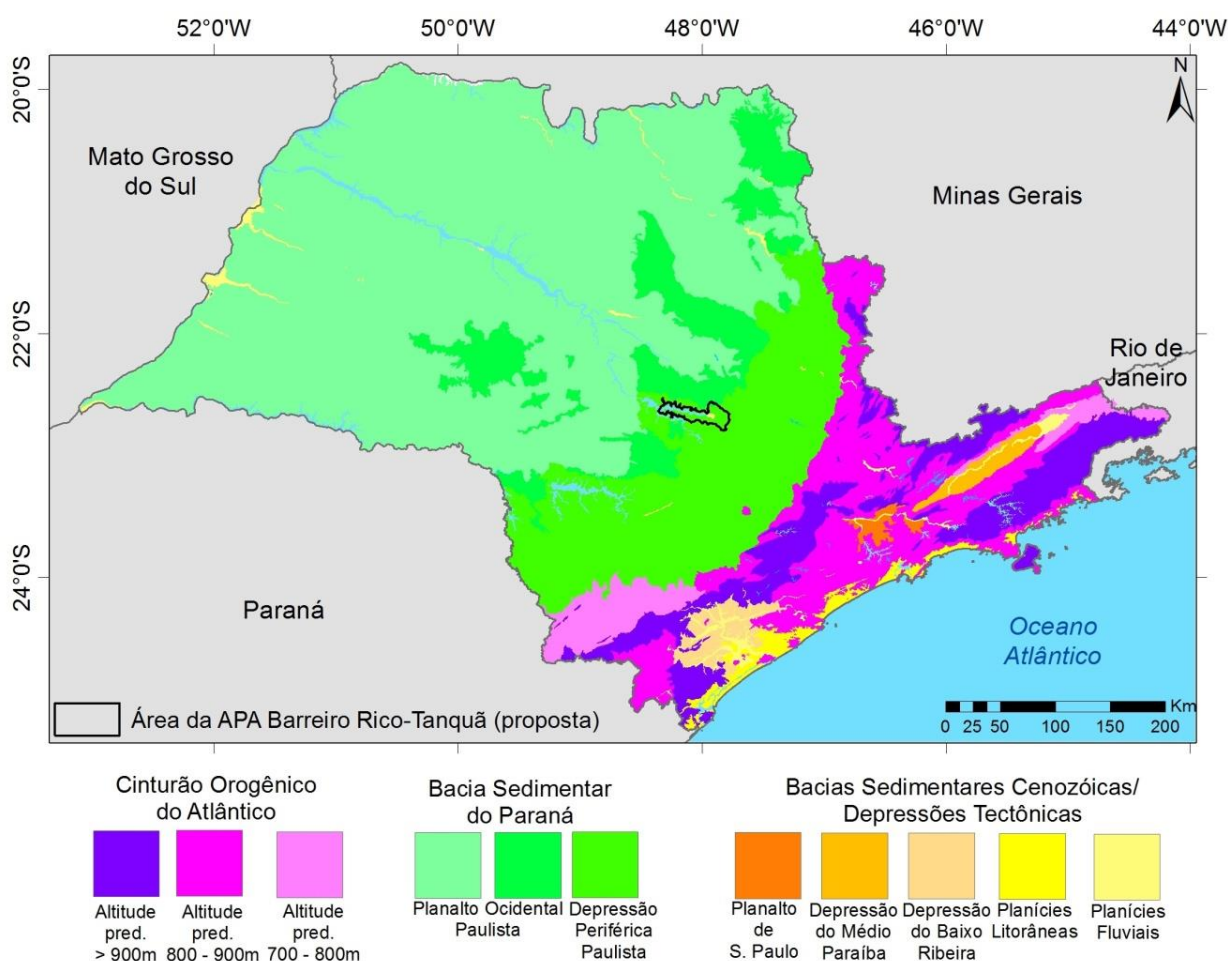 52°0'W 50°0'W 48°0'W 46°0'W 44°0'W
20°0'S
22°0'S
24°0'S
N
Mato Grosso
do Sul
Minas Gerais
Rio de
Janeiro
Paraná
Oceano
Atlântico
Área da APA Barreiro Rico-Tanquã (proposta)
Km
0 25 50 100 150 200
Cinturão Orogênico
do Atlântico
Altitude
pred.
> 900m
Altitude
pred.
800 - 900m
Altitude
pred.
700 - 800m
Bacia Sedimentar
do Paraná
Planalto Ocidental
Paulista
Depressão
Periférica
Paulista
Bacias Sedimentares Cenozóicas/
Depressões Tectônicas
Planalto
de
S. Paulo
Depressão
do Médio
Paraíba
Depressão
do Baixo
Ribeira
Planícies
Litorâneas
Planícies
Fluviais